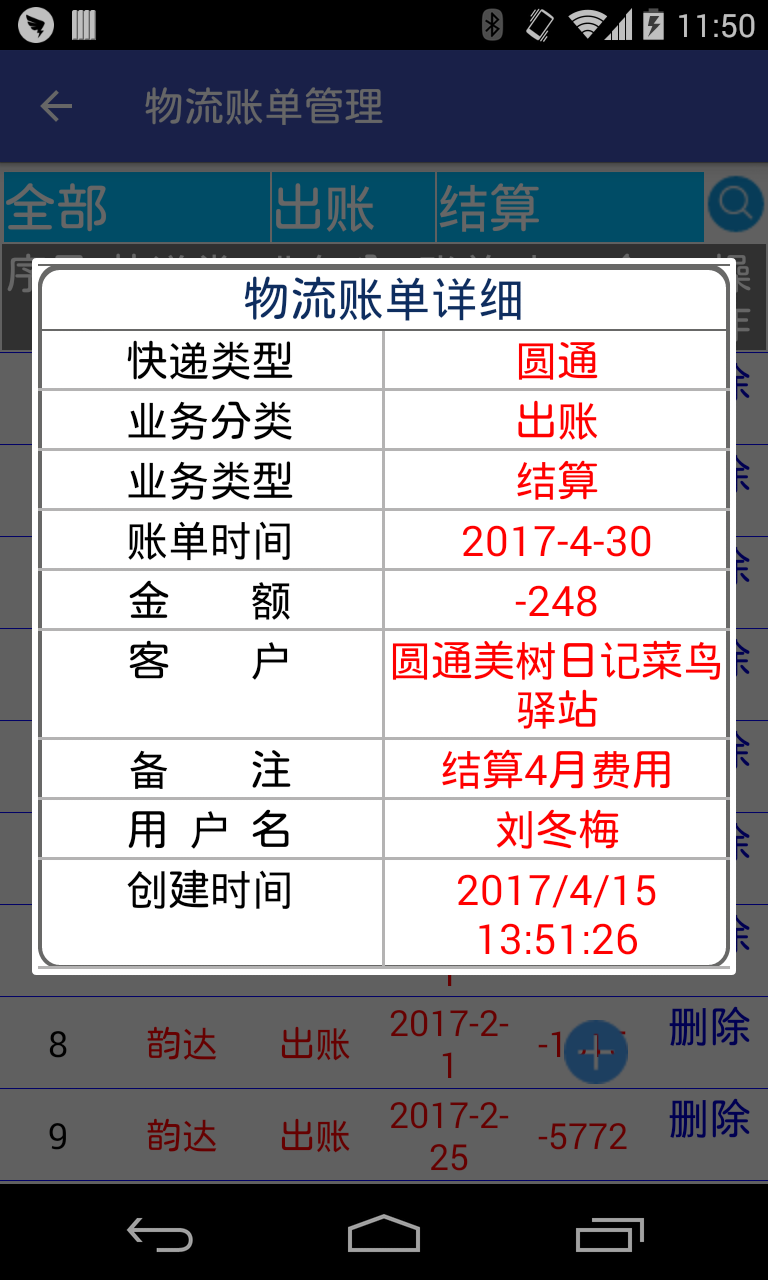 11:50
物流账单管理
全部 出账 结算
物流账单详细
快递类型 圆通
业务分类 出账
业务类型 结算
账单时间 2017-4-30
金 额 -248
客 户 圆通美树日记菜鸟
驿站
备 注 结算4月费用
用 户 名 刘冬梅
创建时间 2017/4/15
13:51:26
8 韵达 出账 2017-2-
1 删除
9 韵达 出账 2017-2-
25 -5772 删除